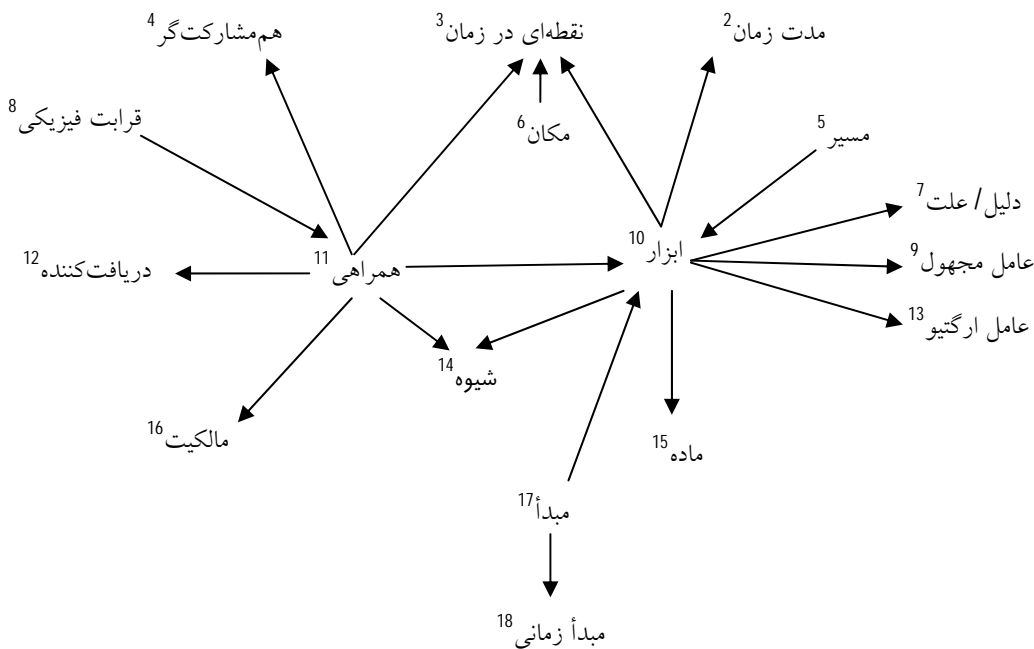 مدت زمان2
نقطه‌ای در زمان3
هم‌مشارکت‌گر4
مسیر5
مکان6
قرابت فیزیکی8
دلیل/ علت7
عامل مجهول9
ابزار10
همراهی11
دریافت‌کننده12
عامل ارگتیو13
شیوه14
ماده15
مالکیت16
مبدأ17
مبدأ زمانی18